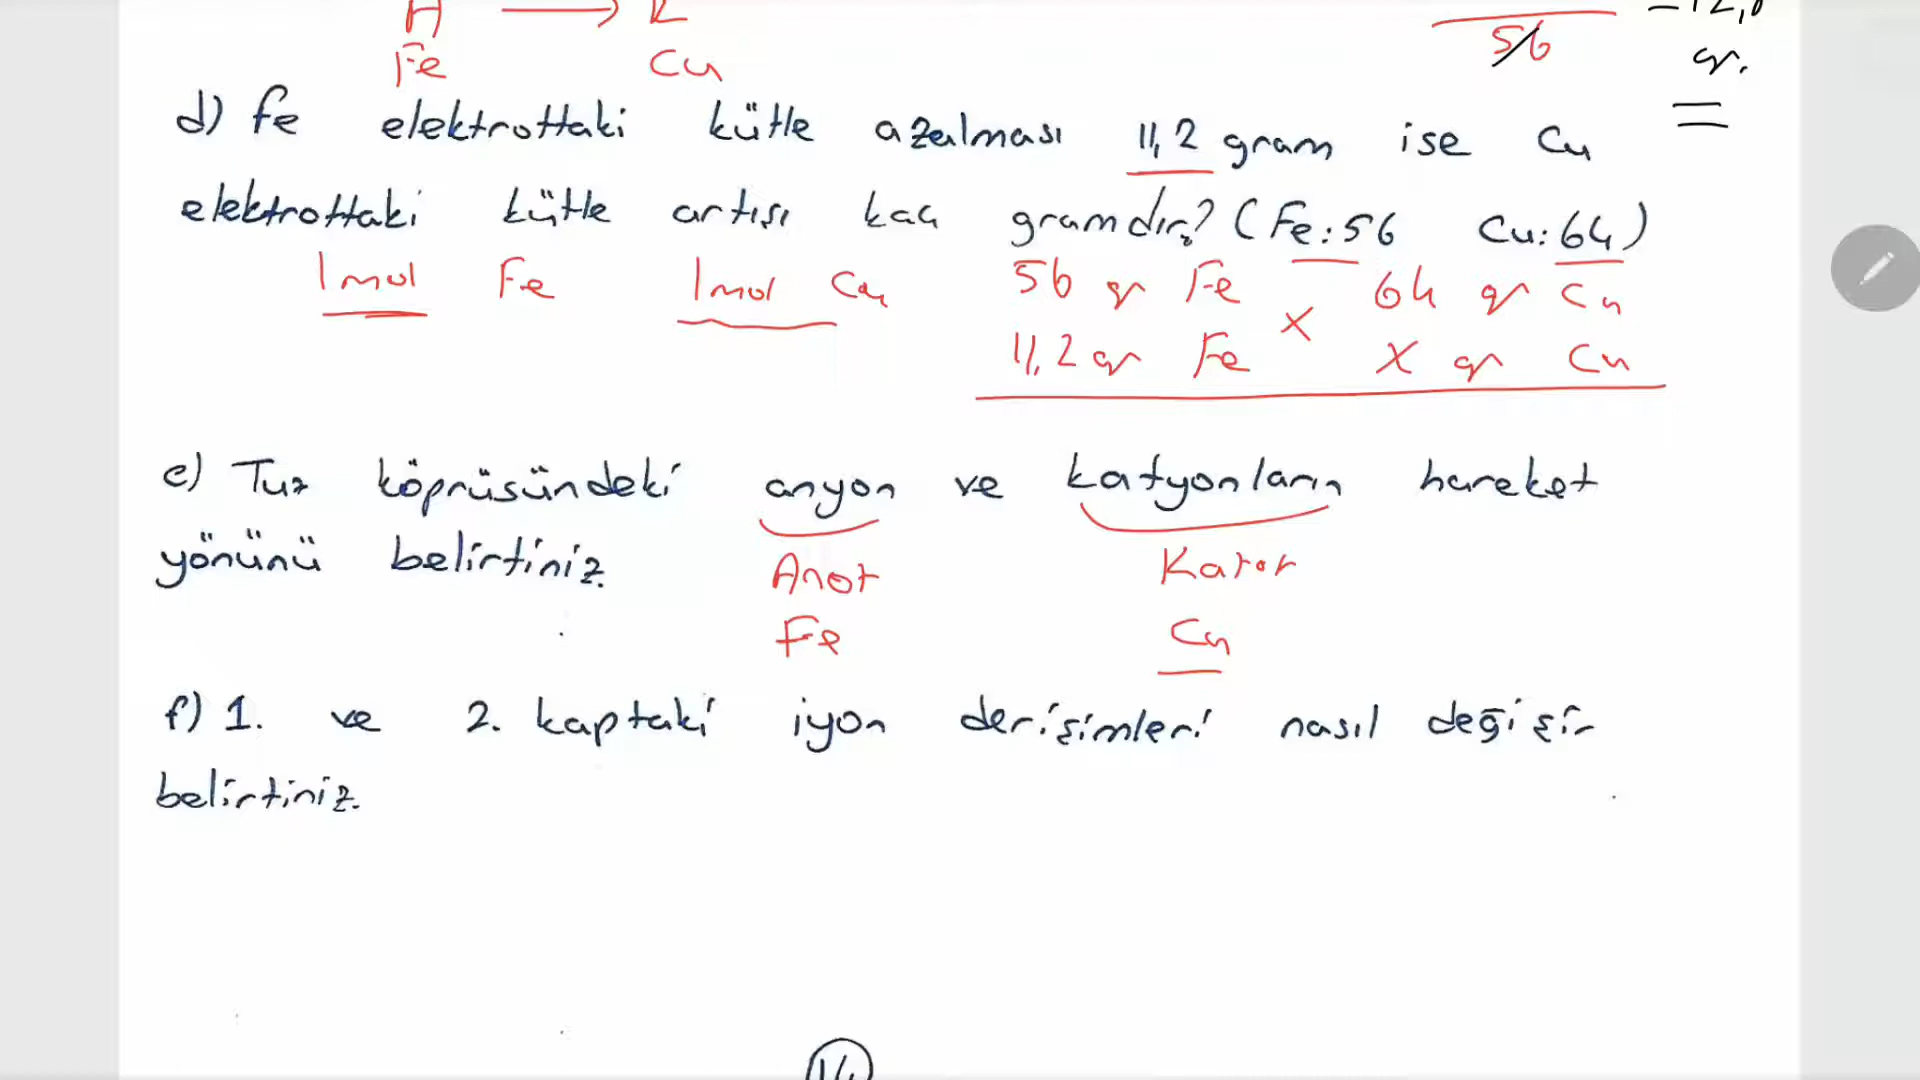 A → K
Fe Cu
56
=12,8
gr.
d) Fe elektrottaki kütle azalması 11,2 gram ise Cu
elektrottaki kütle artışı kaç gramdır? (Fe:56 Cu:64)
1mol Fe 1mol Cu 56 gr Fe 64 gr Cu
x
11,2 gr Fe X gr Cu
e) Tuz köprüsündeki anyon ve katyonların hareket
yönünü belirtiniz.
Anot Katot
Fe Cu
f) 1. ve 2. kaptaki iyon derişimleri nasıl değişir
belirtiniz.
14